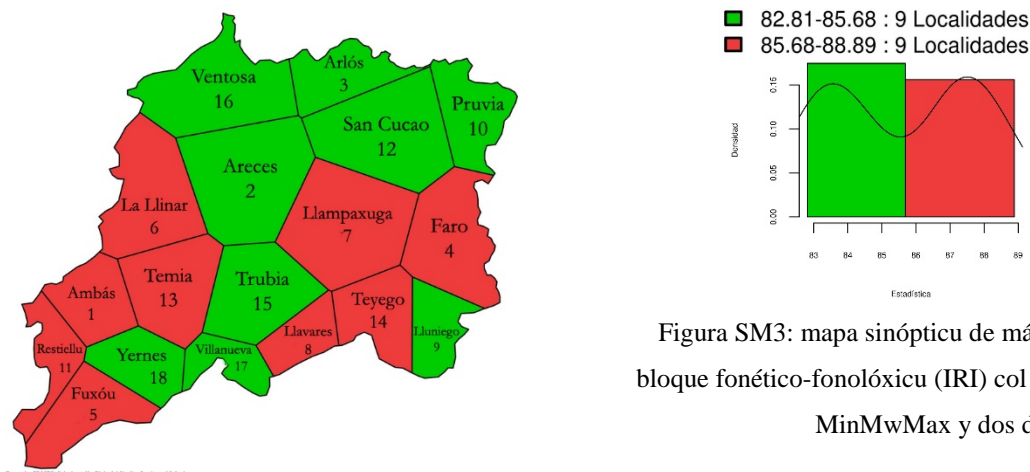 82.81-85.68 : 9 Localidades
85.68-88.89 : 9 Localidades
Ventosa
16
Arlós
3
Pruvia
10
San Cucao
12
Areces
2
La Llinar
6
Llampaxuga
7
Faro
4
Ambás
1
Temia
13
Trubia
15
Teyego
14
Llavares
8
Lluniego
9
Restiellu
11
Yernes
18
Villanueva
17
Fuxóu
5
Densidad
0.00
0.05
0.10
0.15
83 84 85 86 87 88 89
Estadística
Figura SM3: mapa sinópticu de má
bloque fonético-fonolóxicu (IRI) col
MinMwMax y dos d